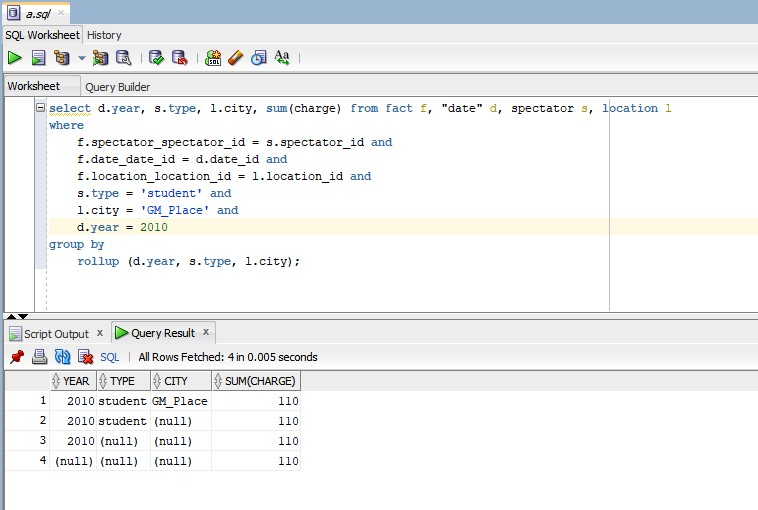 a.sql ×
SQL Worksheet History
SQL Aa
Worksheet Query Builder
select d.year, s.type, l.city, sum(charge) from fact f, "date" d, spectator s, location l
where
f.spectator_spectator_id = s.spectator_id and
f.date_date_id = d.date_id and
f.location_location_id = l.location_id and
s.type = 'student' and
l.city = 'GM_Place' and
d.year = 2010
group by
rollup (d.year, s.type, l.city);
Script Output x Query Result x
SQL | All Rows Fetched: 4 in 0.005 seconds
YEAR TYPE CITY SUM(CHARGE)
1 2010 student GM_Place 110
2 2010 student (null) 110
3 2010 (null) (null) 110
4 (null) (null) (null) 110